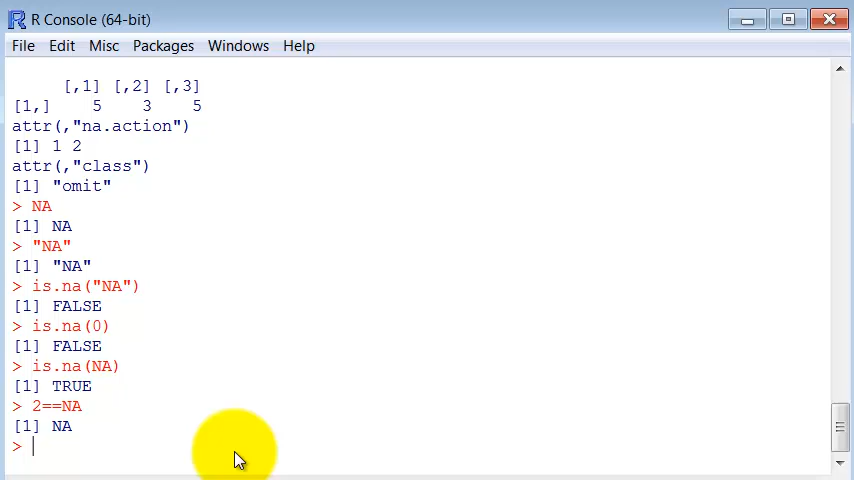 R Console (64-bit)
File Edit Misc Packages Windows Help
[,1] [,2] [,3]
[1,] 5 3 5
attr(,"na.action")
[1] 1 2
attr(,"class")
[1] "omit"
> NA
[1] NA
> "NA"
[1] "NA"
> is.na("NA")
[1] FALSE
> is.na(0)
[1] FALSE
> is.na(NA)
[1] TRUE
> 2==NA
[1] NA
>